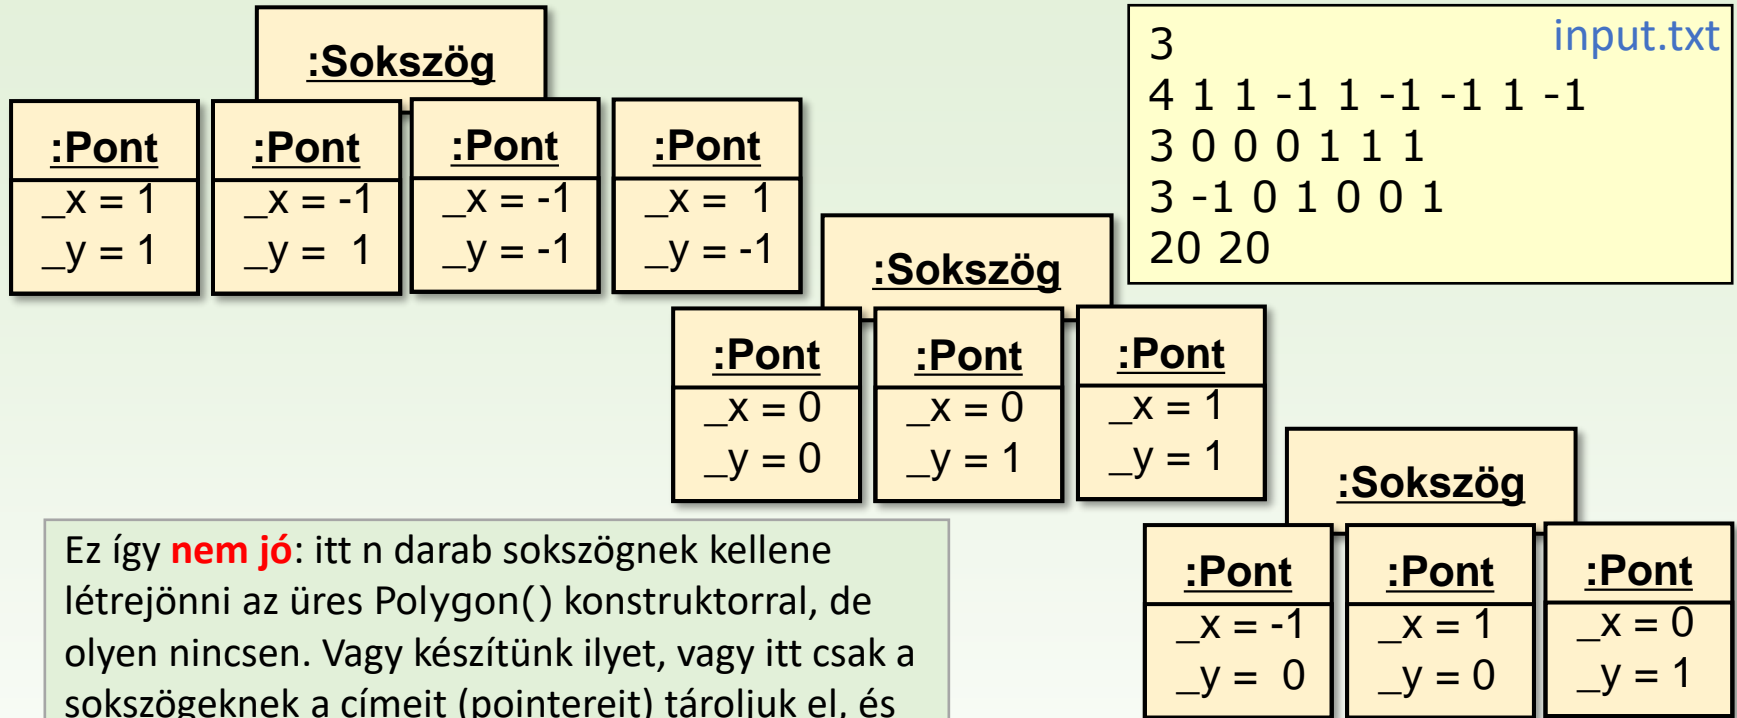 :Sokszög
:Pont
_x = 1
_y = 1
:Pont
_x = -1
_y =  1
:Pont
_x = -1
_y = -1
:Pont
_x =  1
_y = -1
input.txt
3
4 1 1 -1 1 -1 -1 1 -1
3 0 0 0 1 1 1
3 -1 0 1 0 0 1
20 20
:Sokszög
:Pont
_x = 0
_y = 0
:Pont
_x = 0
_y = 1
:Pont
_x = 1
_y = 1
:Sokszög
:Pont
_x = -1
_y =  0
:Pont
_x = 1
_y = 0
:Pont
_x = 0
_y = 1
Ez így nem jó: itt n darab sokszögnek kellene
létrejönni az üres Polygon() konstruktorral, de
olyen nincsen. Vagy készítünk ilyet, vagy itt csak a
sokszögeknek a címeit (pointereit) tároljuk el, és